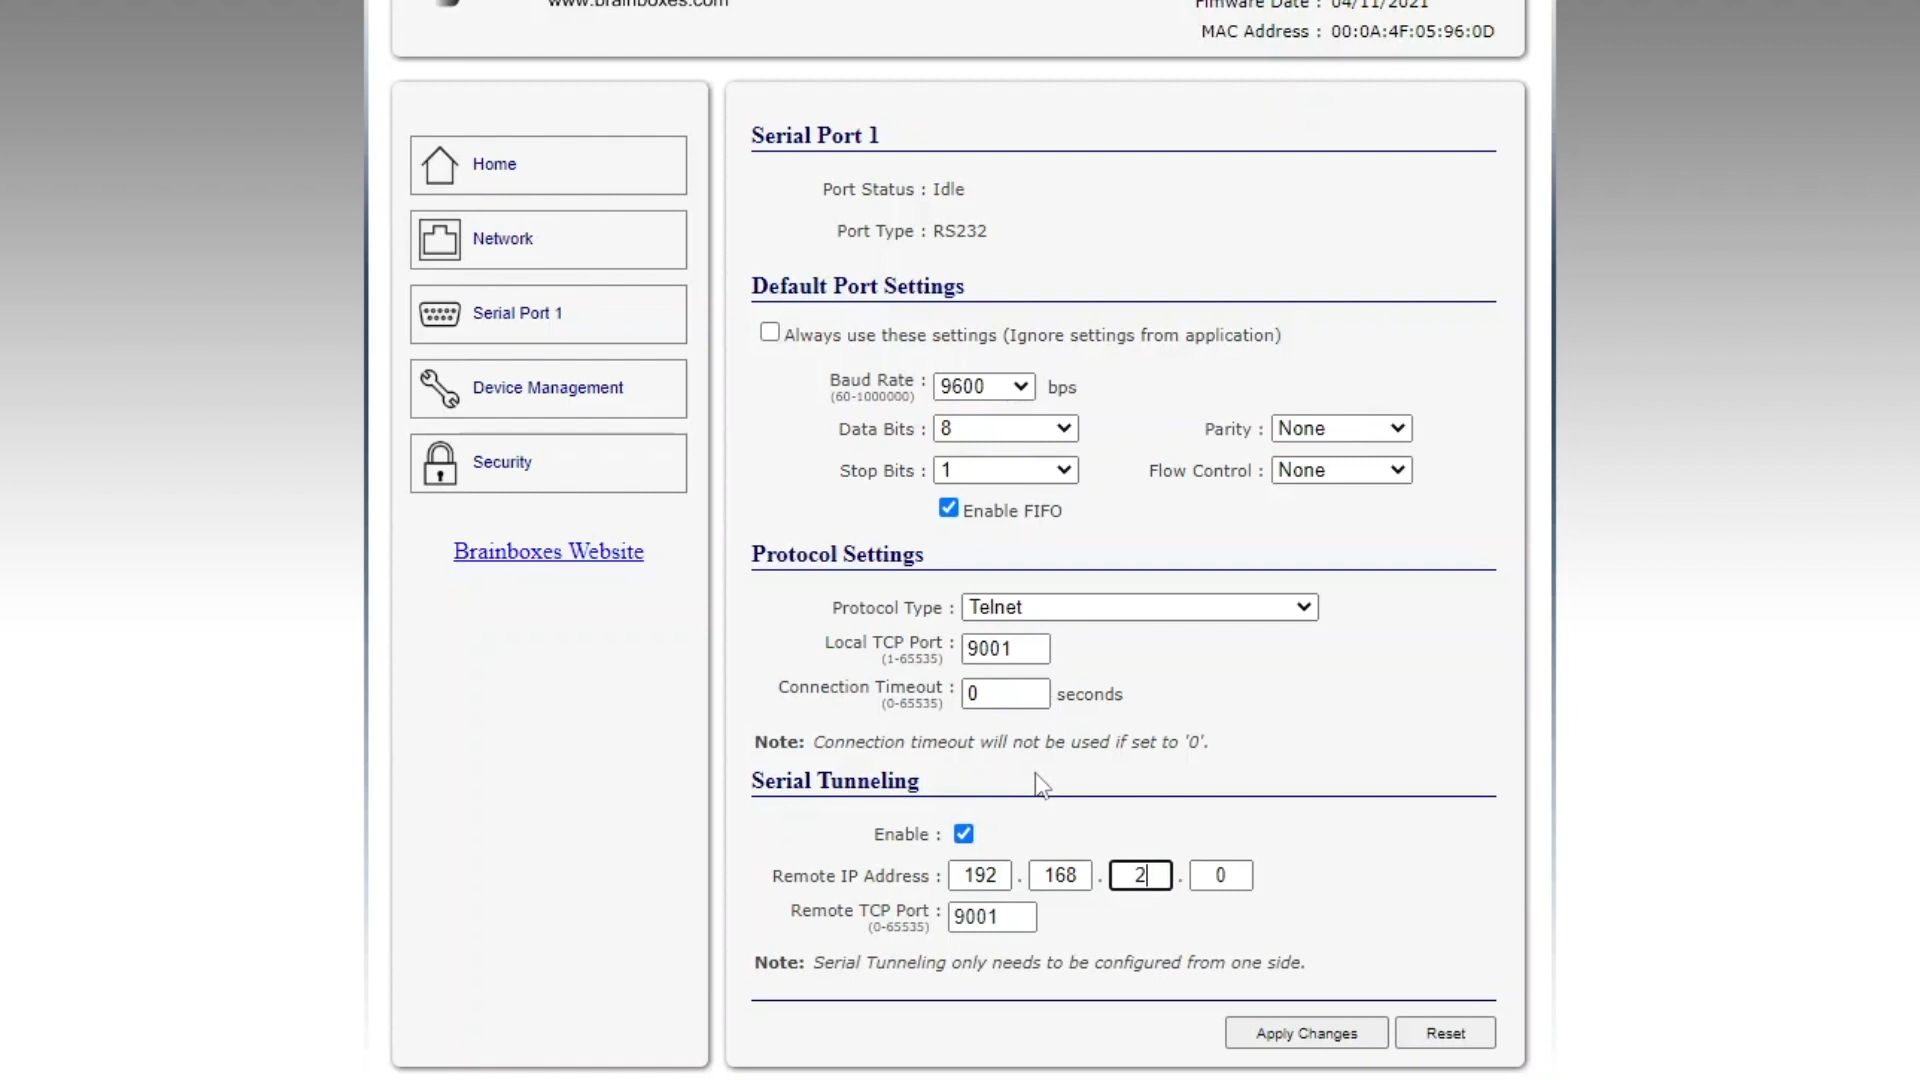 www.brainboxes.com
Firmware Date : 04/11/2021
MAC Address : 00:0A:4F:05:96:0D
Home
Network
Serial Port 1
Device Management
Security
Brainboxes Website
Serial Port 1
Port Status : Idle
Port Type : RS232
Default Port Settings
Always use these settings (Ignore settings from application)
Baud Rate : 9600 bps
(60-1000000)
Data Bits : 8 Parity : None
Stop Bits : 1 Flow Control : None
Enable FIFO
Protocol Settings
Protocol Type : Telnet
Local TCP Port : 9001
(1-65535)
Connection Timeout : 0 seconds
(0-65535)
Note: Connection timeout will not be used if set to '0'.
Serial Tunneling
Enable :
Remote IP Address : 192 . 168 . 2 . 0
Remote TCP Port : 9001
(0-65535)
Note: Serial Tunneling only needs to be configured from one side.
Apply Changes Reset